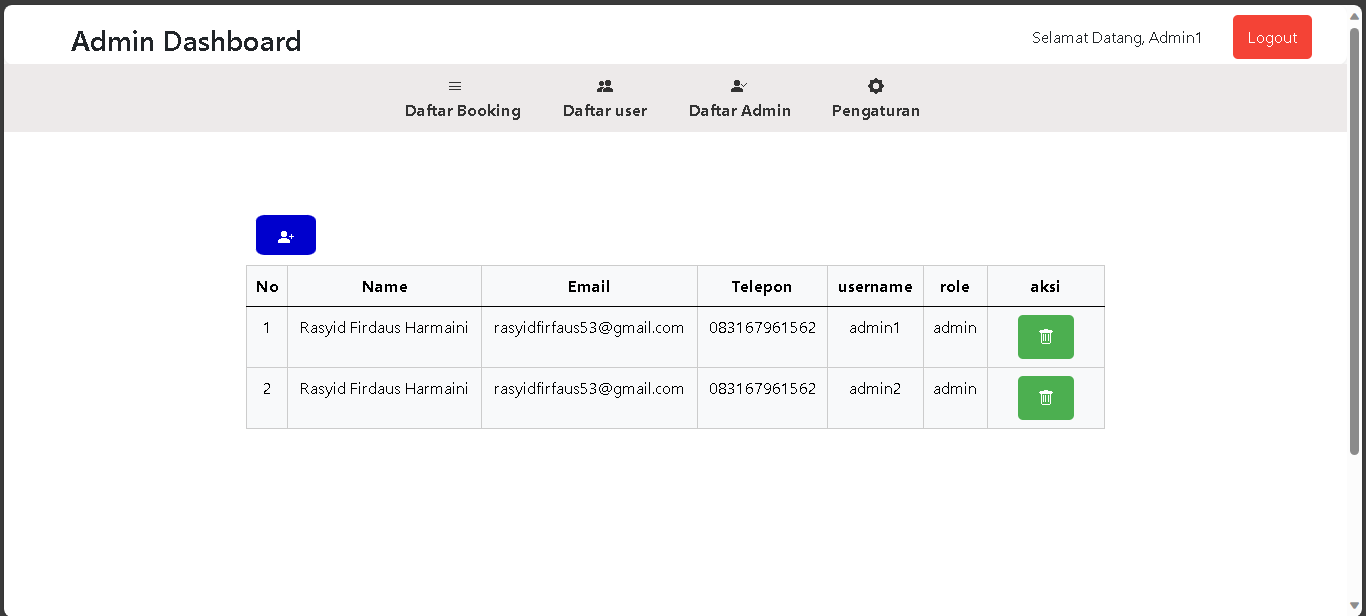 Admin Dashboard
Selamat Datang, Admin1
Logout
Daftar Booking
Daftar user
Daftar Admin
Pengaturan
No Name Email Telepon username role aksi
1 Rasyid Firdaus Harmaini rasyidfirfaus53@gmail.com 083167961562 admin1 admin
2 Rasyid Firdaus Harmaini rasyidfirfaus53@gmail.com 083167961562 admin2 admin